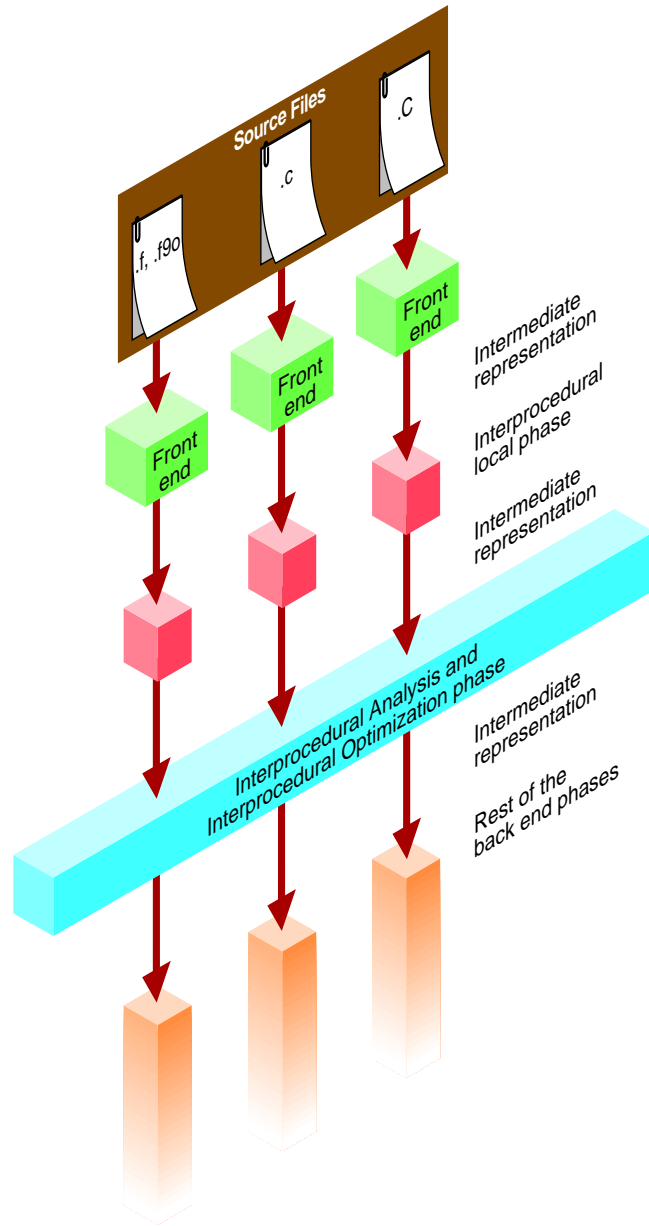 Source Files
.C
.c
.f, .f9o
Front
end
Front
end
Front
end
Intermediate
representation
Interprocedural
local phase
Intermediate
representation
Interprocedural Analysis and
Interprocedural Optimization phase
Intermediate
representation
Rest of the
back end phases